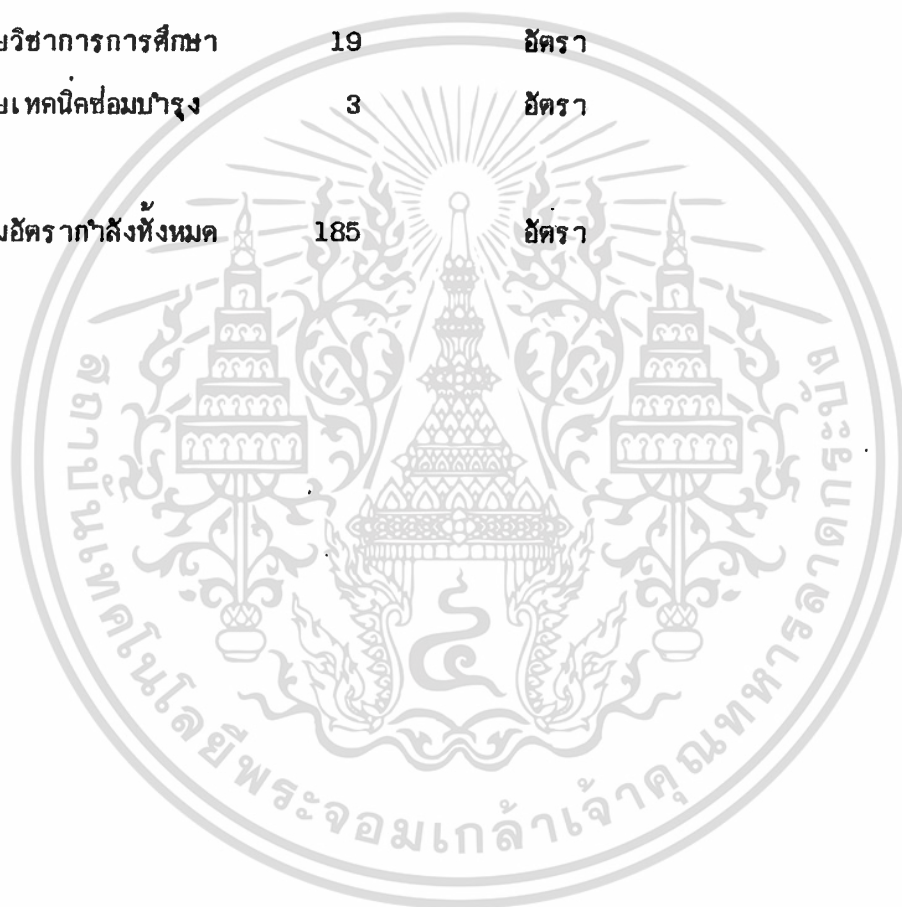 ยวิชาการการศึกษา 19 อัตรา
ยเทคนิคซ่อมบำรุง 3 อัตรา
มอัตรากำลังทั้งหมด 185 อัตรา
สถาบันเทคโนโลยีพระจอมเกล้าเจ้าคุณทหารลาดกระบัง